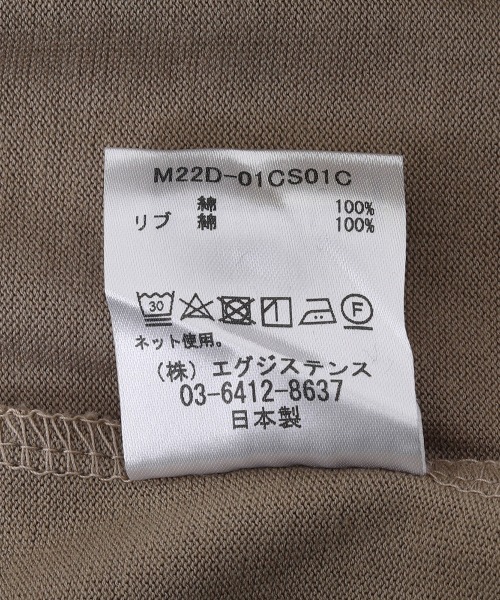 M22D-01CS01C
綿 100%
リブ 綿 100%
30 F
ネット使用。
(株) エグジステンス
03-6412-8637
日本製